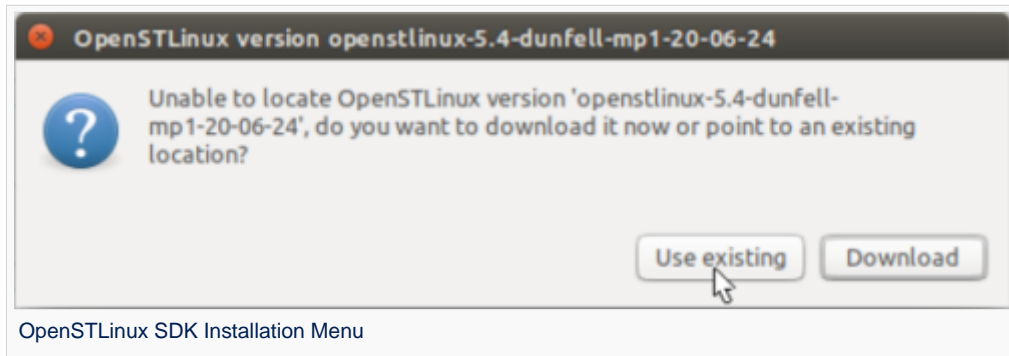 OpenSTLinux version openstlinux-5.4-dunfell-mp1-20-06-24
Unable to locate OpenSTLinux version 'openstlinux-5.4-dunfell-
mp1-20-06-24', do you want to download it now or point to an existing
location?
Use existing
Download
OpenSTLinux SDK Installation Menu